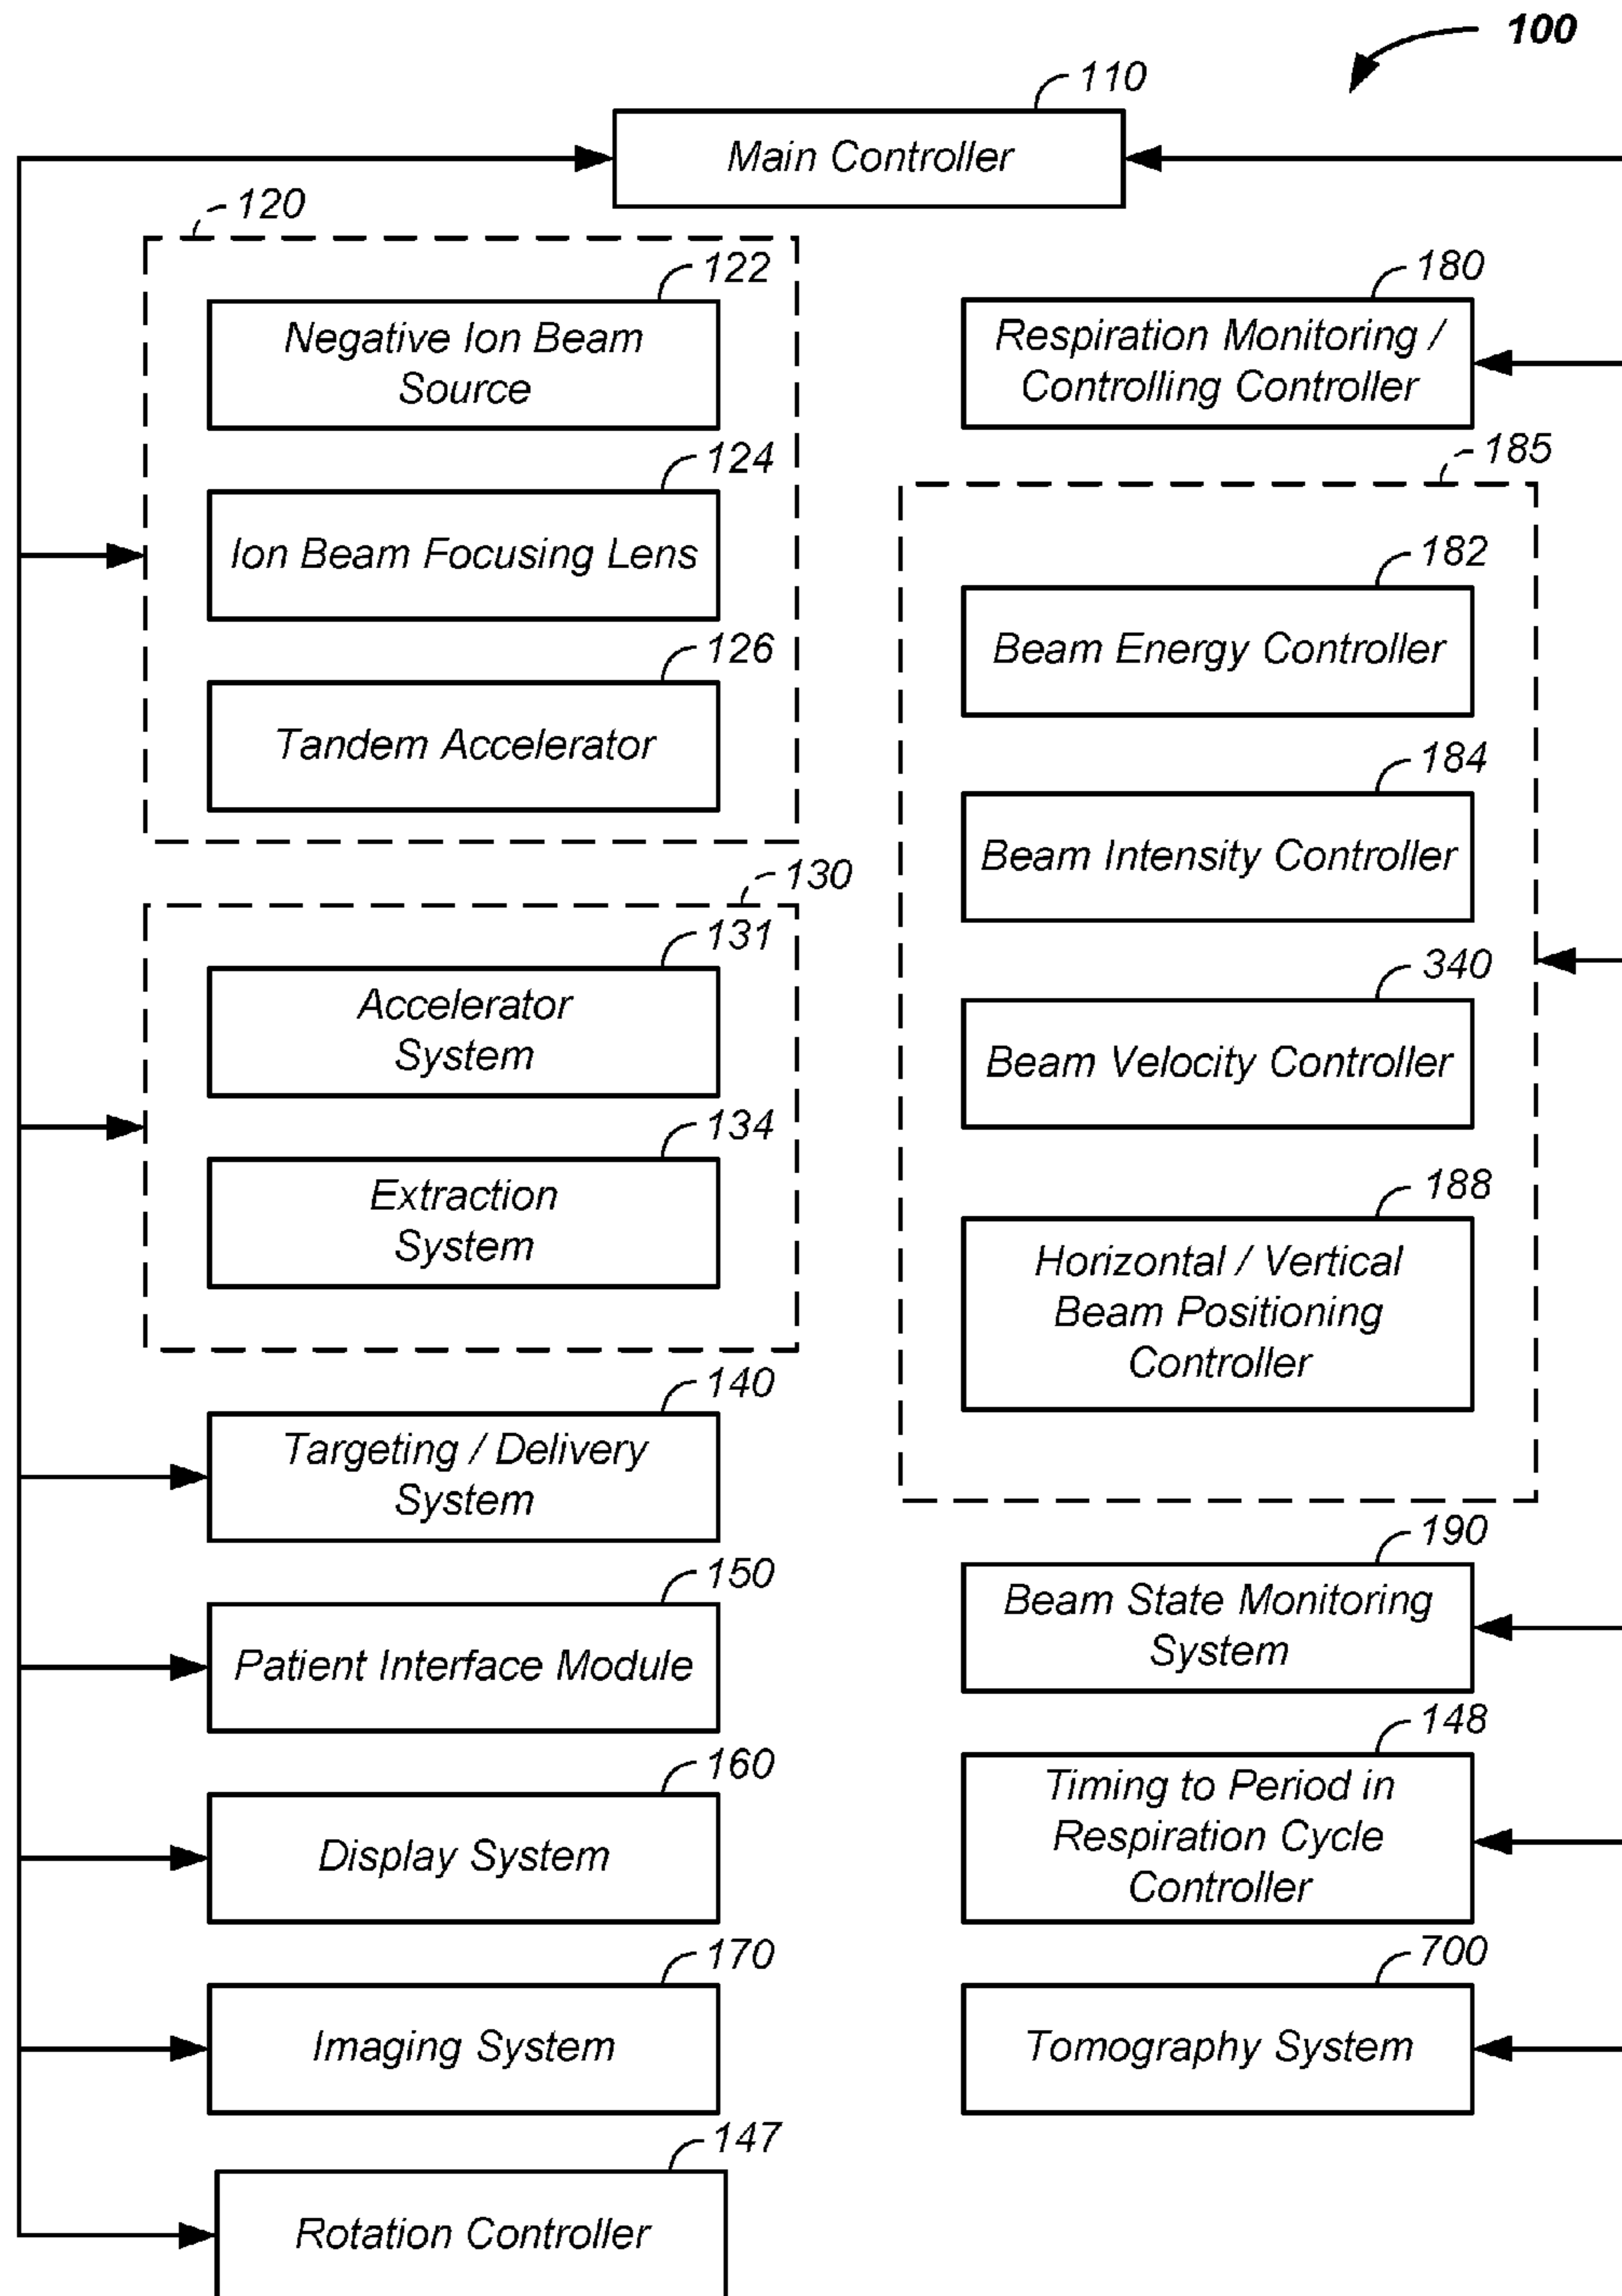 100
110
Main Controller
120
122
Negative Ion Beam
Source
124
Ion Beam Focusing Lens
126
Tandem Accelerator
130
131
Accelerator
System
134
Extraction
System
140
Targeting / Delivery
System
150
Patient Interface Module
160
Display System
170
Imaging System
147
Rotation Controller
180
Respiration Monitoring /
Controlling Controller
185
182
Beam Energy Controller
184
Beam Intensity Controller
340
Beam Velocity Controller
188
Horizontal / Vertical
Beam Positioning
Controller
190
Beam State Monitoring
System
148
Timing to Period in
Respiration Cycle
Controller
700
Tomography System